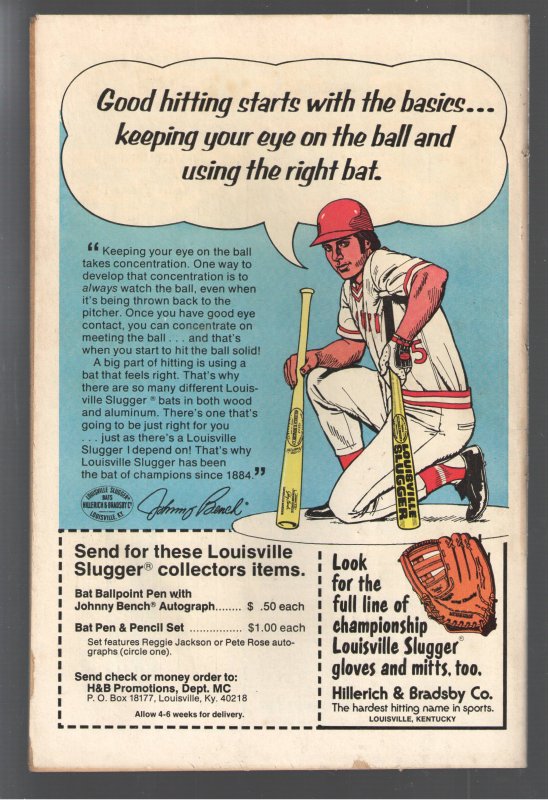 Good hitting starts with the basics...
keeping your eye on the ball and
using the right bat.
“ Keeping your eye on the ball
takes concentration. One way to
develop that concentration is to
always watch the ball, even when
it's being thrown back to the
pitcher. Once you have good eye
contact, you can concentrate on
meeting the ball . . . and that's
when you start to hit the ball solid!
A big part of hitting is using a
bat that feels right. That's why
there are so many different Louis-
ville Slugger ® bats in both wood
and aluminum. There's one that's
going to be just right for you
. . . just as there's a Louisville
Slugger I depend on! That's why
Louisville Slugger has been
the bat of champions since 1884.”
LOUISVILLE SLUGGER
BATS
HILLERICH & BRADSBY Co
LOUISVILLE, KY.
Johnny Bench
5
LOUISVILLE
SLUGGER
Send for these Louisville
Slugger® collectors items.
Bat Ballpoint Pen with
Johnny Bench® Autograph........ $ .50 each
Bat Pen & Pencil Set ................ $1.00 each
Set features Reggie Jackson or Pete Rose auto-
graphs (circle one).
Send check or money order to:
H&B Promotions, Dept. MC
P. O. Box 18177, Louisville, Ky. 40218
Allow 4-6 weeks for delivery.
Look
for the
full line of
championship
Louisville Slugger®
gloves and mitts, too.
Hillerich & Bradsby Co.
The hardest hitting name in sports.
LOUISVILLE, KENTUCKY